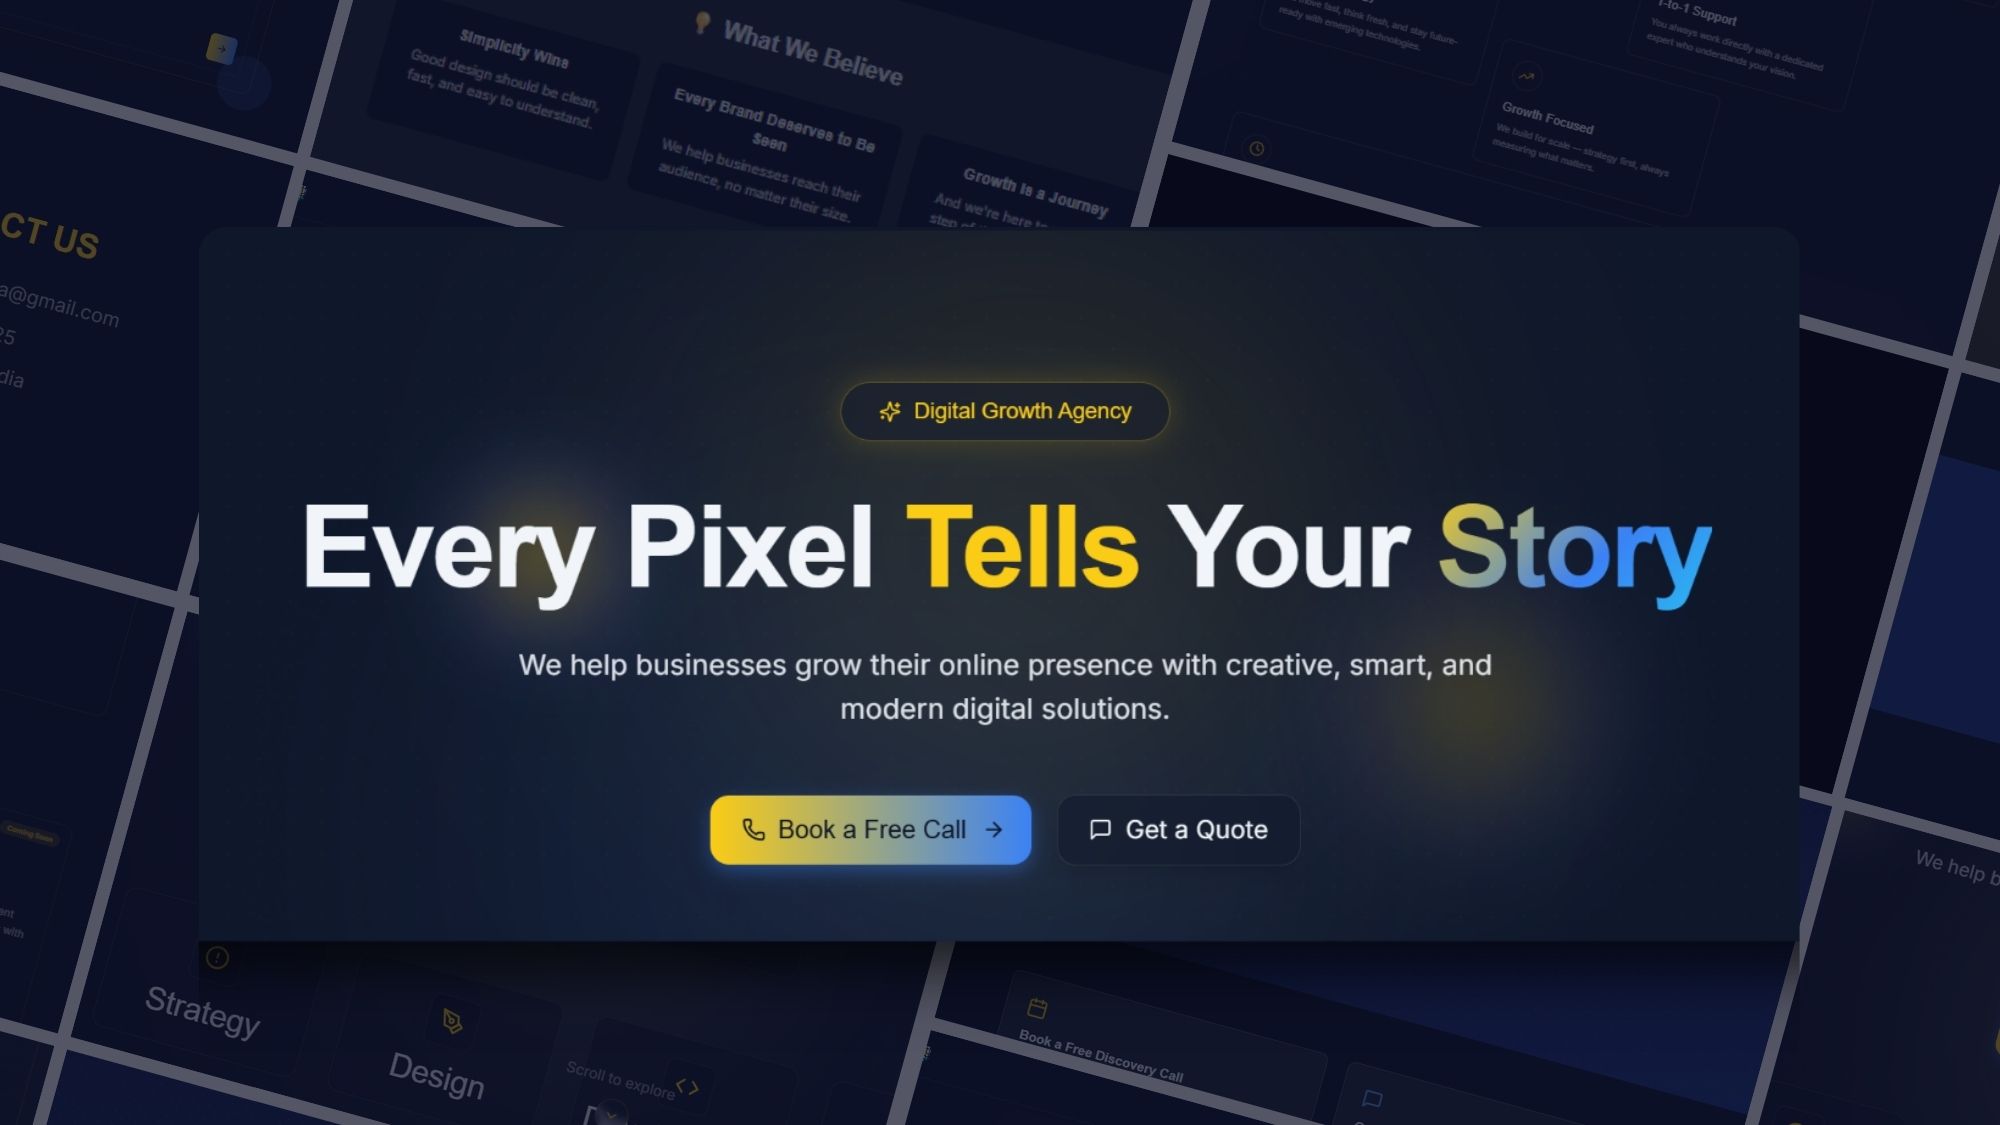 What We Believe
Simplicity Wins
Good design should be clean,
fast, and easy to understand.
Every Brand Deserves to Be
Seen
We help businesses reach their
audience, no matter their size.
Growth Is a Journey
And we're here
step of
move fast, think fresh, and stay future-
ready with emerging technologies.
1-to-1 Support
You always work directly with a dedicated
expert who understands your vision.
Growth Focused
We build for scale — strategy first, always
measuring what matters.
CT US
a@gmail.com
25
dia
Digital Growth Agency
Every Pixel Tells Your Story
We help businesses grow their online presence with creative, smart, and
modern digital solutions.
Book a Free Call
Get a Quote
Coming Soon
with
Strategy
Design
Scroll to explore
Book a Free Discovery Call
We help b